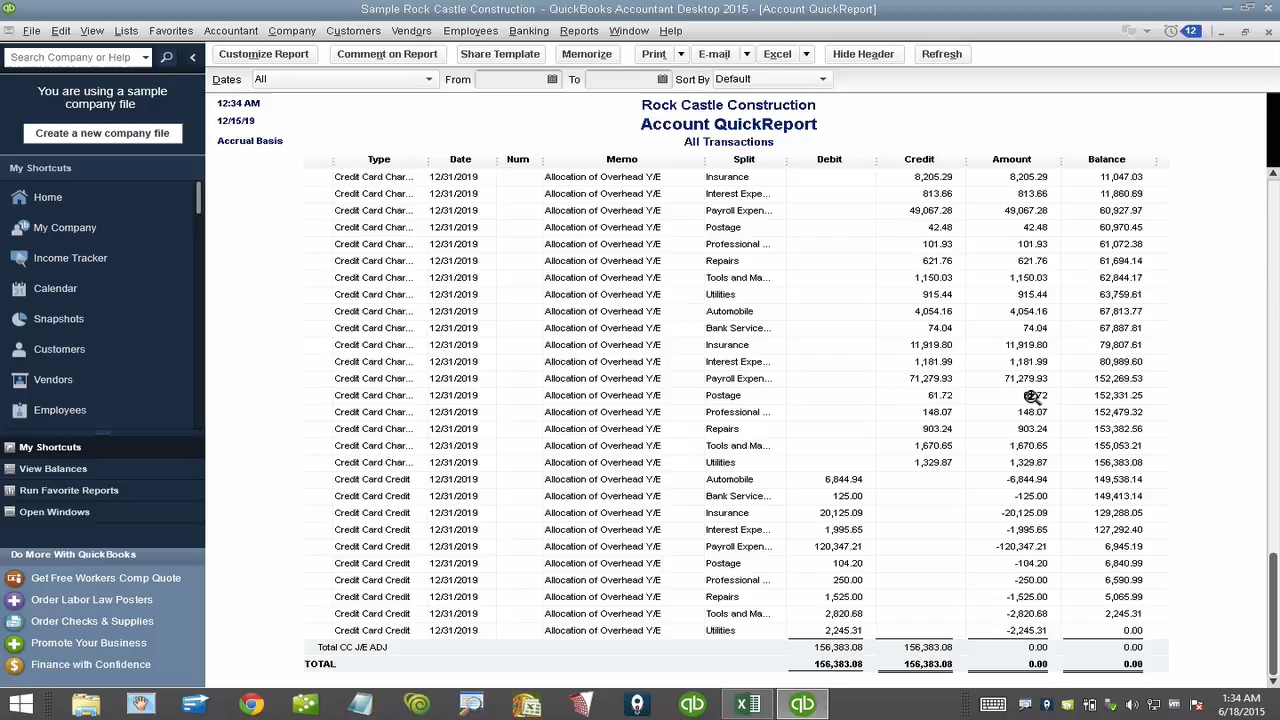 Sample Rock Castle Construction - QuickBooks Accountant Desktop 2015 - [Account QuickReport]
File Edit View Lists Favorites Accountant Company Customers Vendors Employees Banking Reports Window Help 12
Search Company or Help Customize Report Comment on Report Share Template Memorize Print E-mail Excel Hide Header Refresh
Dates All From To Sort By Default
You are using a sample
company file
Create a new company file
My Shortcuts
Home
My Company
Income Tracker
Calendar
Snapshots
Customers
Vendors
Employees
My Shortcuts
View Balances
Run Favorite Reports
Open Windows
Do More With QuickBooks
Get Free Workers Comp Quote
Order Labor Law Posters
Order Checks & Supplies
Promote Your Business
Finance with Confidence
12:34 AM
12/15/19
Accrual Basis
Rock Castle Construction
Account QuickReport
All Transactions
Type Date Num Memo Split Debit Credit Amount Balance
Credit Card Char... 12/31/2019 Allocation of Overhead Y/E Insurance 8,205.29 8,205.29 11,047.03
Credit Card Char... 12/31/2019 Allocation of Overhead Y/E Interest Expe... 813.66 813.66 11,860.69
Credit Card Char... 12/31/2019 Allocation of Overhead Y/E Payroll Expen... 49,067.28 49,067.28 60,927.97
Credit Card Char... 12/31/2019 Allocation of Overhead Y/E Postage 42.48 42.48 60,970.45
Credit Card Char... 12/31/2019 Allocation of Overhead Y/E Professional ... 101.93 101.93 61,072.38
Credit Card Char... 12/31/2019 Allocation of Overhead Y/E Repairs 621.76 621.76 61,694.14
Credit Card Char... 12/31/2019 Allocation of Overhead Y/E Tools and Ma... 1,150.03 1,150.03 62,844.17
Credit Card Char... 12/31/2019 Allocation of Overhead Y/E Utilities 915.44 915.44 63,759.61
Credit Card Char... 12/31/2019 Allocation of Overhead Y/E Automobile 4,054.16 4,054.16 67,813.77
Credit Card Char... 12/31/2019 Allocation of Overhead Y/E Bank Service... 74.04 74.04 67,887.81
Credit Card Char... 12/31/2019 Allocation of Overhead Y/E Insurance 11,919.80 11,919.80 79,807.61
Credit Card Char... 12/31/2019 Allocation of Overhead Y/E Interest Expe... 1,181.99 1,181.99 80,989.60
Credit Card Char... 12/31/2019 Allocation of Overhead Y/E Payroll Expen... 71,279.93 71,279.93 152,269.53
Credit Card Char... 12/31/2019 Allocation of Overhead Y/E Postage 61.72 152,331.25
Credit Card Char... 12/31/2019 Allocation of Overhead Y/E Professional ... 148.07 148.07 152,479.32
Credit Card Char... 12/31/2019 Allocation of Overhead Y/E Repairs 903.24 903.24 153,382.56
Credit Card Char... 12/31/2019 Allocation of Overhead Y/E Tools and Ma... 1,670.65 1,670.65 155,053.21
Credit Card Char... 12/31/2019 Allocation of Overhead Y/E Utilities 1,329.87 1,329.87 156,383.08
Credit Card Credit 12/31/2019 Allocation of Overhead Y/E Automobile 6,844.94 -6,844.94 149,538.14
Credit Card Credit 12/31/2019 Allocation of Overhead Y/E Bank Service... 125.00 -125.00 149,413.14
Credit Card Credit 12/31/2019 Allocation of Overhead Y/E Insurance 20,125.09 -20,125.09 129,288.05
Credit Card Credit 12/31/2019 Allocation of Overhead Y/E Interest Expe... 1,995.65 -1,995.65 127,292.40
Credit Card Credit 12/31/2019 Allocation of Overhead Y/E Payroll Expen... 120,347.21 -120,347.21 6,945.19
Credit Card Credit 12/31/2019 Allocation of Overhead Y/E Postage 104.20 -104.20 6,840.99
Credit Card Credit 12/31/2019 Allocation of Overhead Y/E Professional ... 250.00 -250.00 6,590.99
Credit Card Credit 12/31/2019 Allocation of Overhead Y/E Repairs 1,525.00 -1,525.00 5,065.99
Credit Card Credit 12/31/2019 Allocation of Overhead Y/E Tools and Ma... 2,820.68 -2,820.68 2,245.31
Credit Card Credit 12/31/2019 Allocation of Overhead Y/E Utilities 2,245.31 -2,245.31 0.00
Total CC J/E ADJ 156,383.08 156,383.08 0.00 0.00
TOTAL 156,383.08 156,383.08 0.00 0.00
1:34 AM
6/18/2015